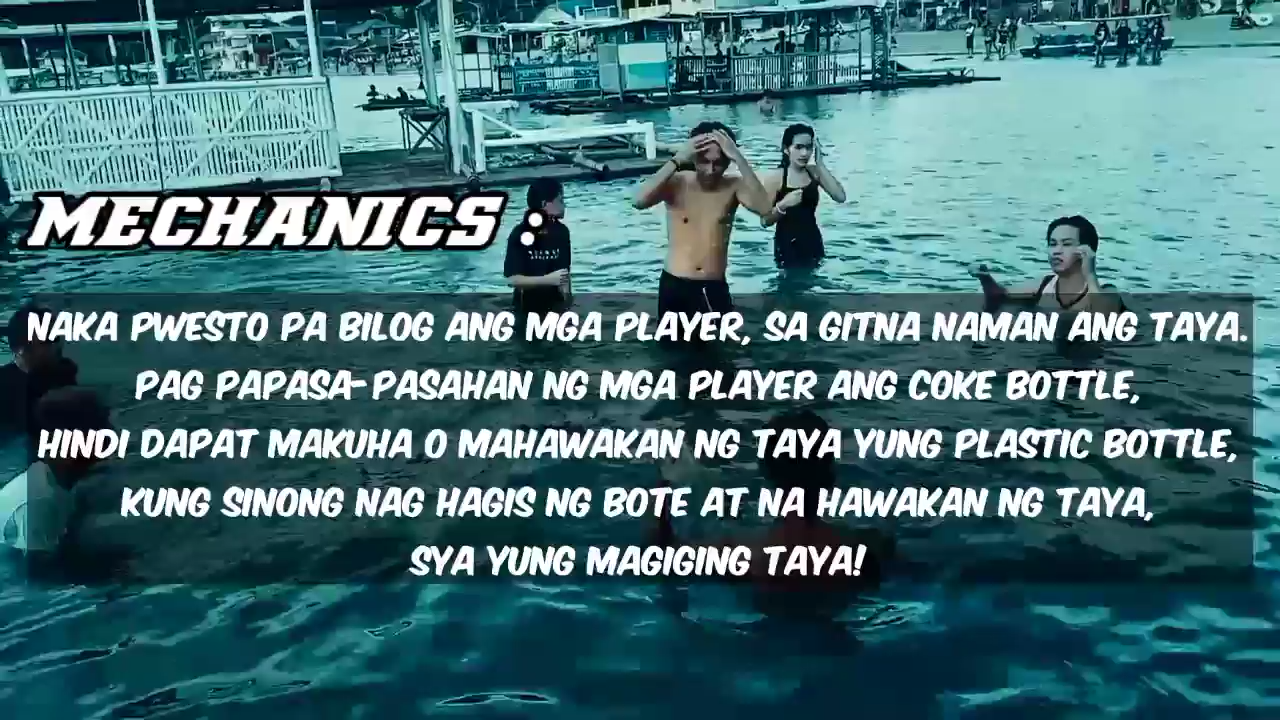 MECHANICS :
NAKA PWESTO PA BILOG ANG MGA PLAYER, SA GITNA NAMAN ANG TAYA.
PAG PAPASA-PASAHAN NG MGA PLAYER ANG COKE BOTTLE,
HINDI DAPAT MAKUHA O MAHAWAKAN NG TAYA YUNG PLASTIC BOTTLE,
KUNG SINONG NAG HAGIS NG BOTE AT NA HAWAKAN NG TAYA,
SYA YUNG MAGIGING TAYA!